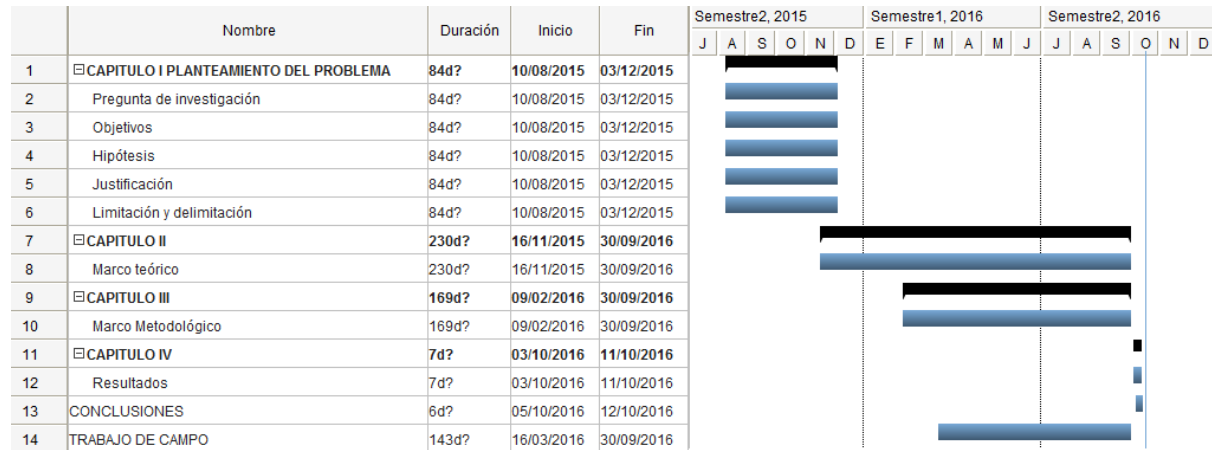 Nombre Duración Inicio Fin Semestre2, 2015 Semestre1, 2016 Semestre2, 2016
J A S O N D E F M A M J J A S O N D
1 CAPITULO I PLANTEAMIENTO DEL PROBLEMA 84d? 10/08/2015 03/12/2015
2 Pregunta de investigación 84d? 10/08/2015 03/12/2015
3 Objetivos 84d? 10/08/2015 03/12/2015
4 Hipótesis 84d? 10/08/2015 03/12/2015
5 Justificación 84d? 10/08/2015 03/12/2015
6 Limitación y delimitación 84d? 10/08/2015 03/12/2015
7 CAPITULO II 230d? 16/11/2015 30/09/2016
8 Marco teórico 230d? 16/11/2015 30/09/2016
9 CAPITULO III 169d? 09/02/2016 30/09/2016
10 Marco Metodológico 169d? 09/02/2016 30/09/2016
11 CAPITULO IV 7d? 03/10/2016 11/10/2016
12 Resultados 7d? 03/10/2016 11/10/2016
13 CONCLUSIONES 6d? 05/10/2016 12/10/2016
14 TRABAJO DE CAMPO 143d? 16/03/2016 30/09/2016